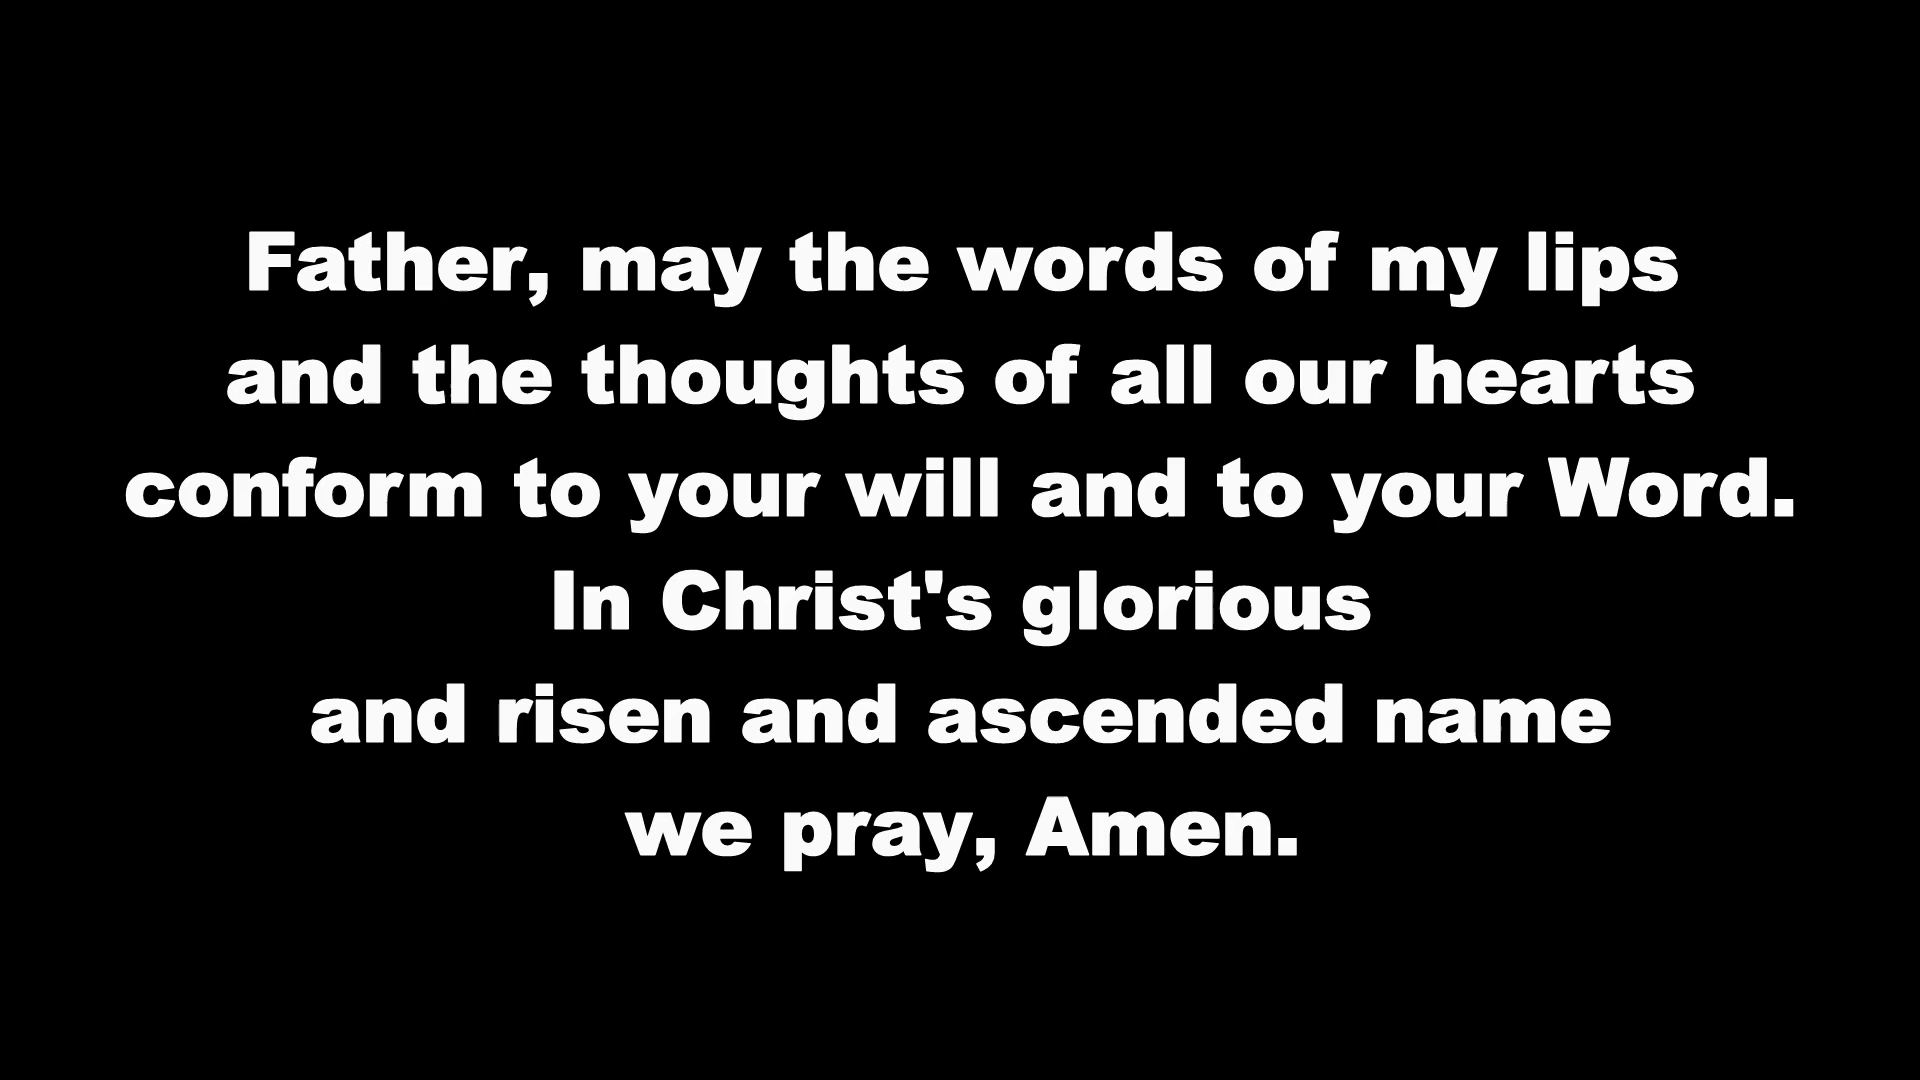 Father, may the words of my lips
and the thoughts of all our hearts
conform to your will and to your Word.
In Christ's glorious
and risen and ascended name
we pray, Amen.